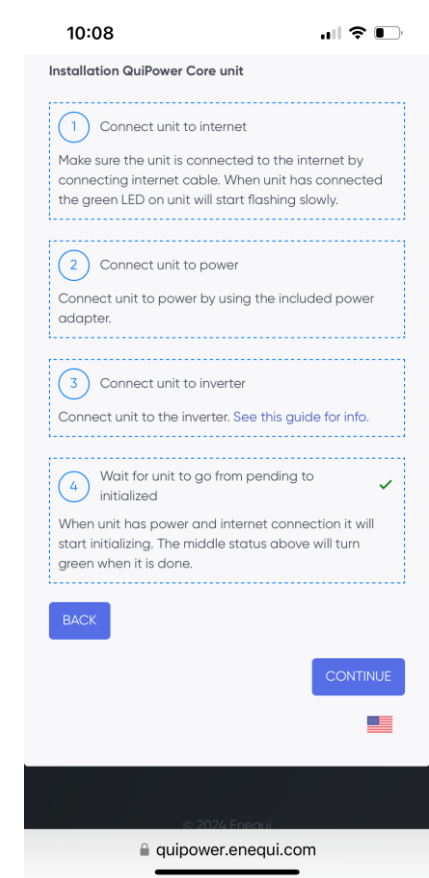 10:08
Installation QuiPower Core unit
1 Connect unit to internet
Make sure the unit is connected to the internet by
connecting internet cable. When unit has connected
the green LED on unit will start flashing slowly.
2 Connect unit to power
Connect unit to power by using the included power
adapter.
3 Connect unit to inverter
Connect unit to the inverter. See this guide for info.
4 Wait for unit to go from pending to
initialized
When unit has power and internet connection it will
start initializing. The middle status above will turn
green when it is done.
BACK
CONTINUE
© 2024 Enequi
quipower.enequi.com